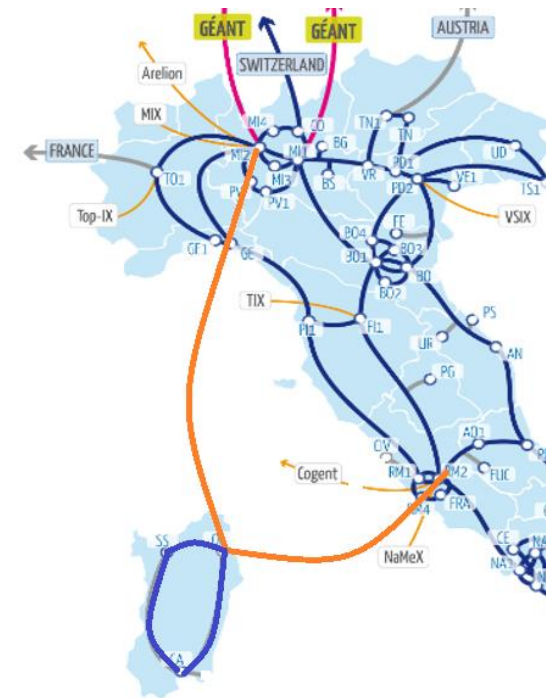 GÉANT
GÉANT
AUSTRIA
SWITZERLAND
Arelion
MIX
FRANCE
MI4
CO
BG
TN1
TN
MI2
MI1
MI3
BS
VR
PD1
UD
PD2
VE1
TS1
TO1
PV1
Top-IX
VSIX
GE1
GE
FE
BO4
BO3
BO1
BO
BO2
TIX
PI1
FI1
PS
UR
AN
PG
CIV
AQ1
RM1
RM2
FUC
Cogent
FRA
RM4
NaMeX
SS
CE
NA1
CA